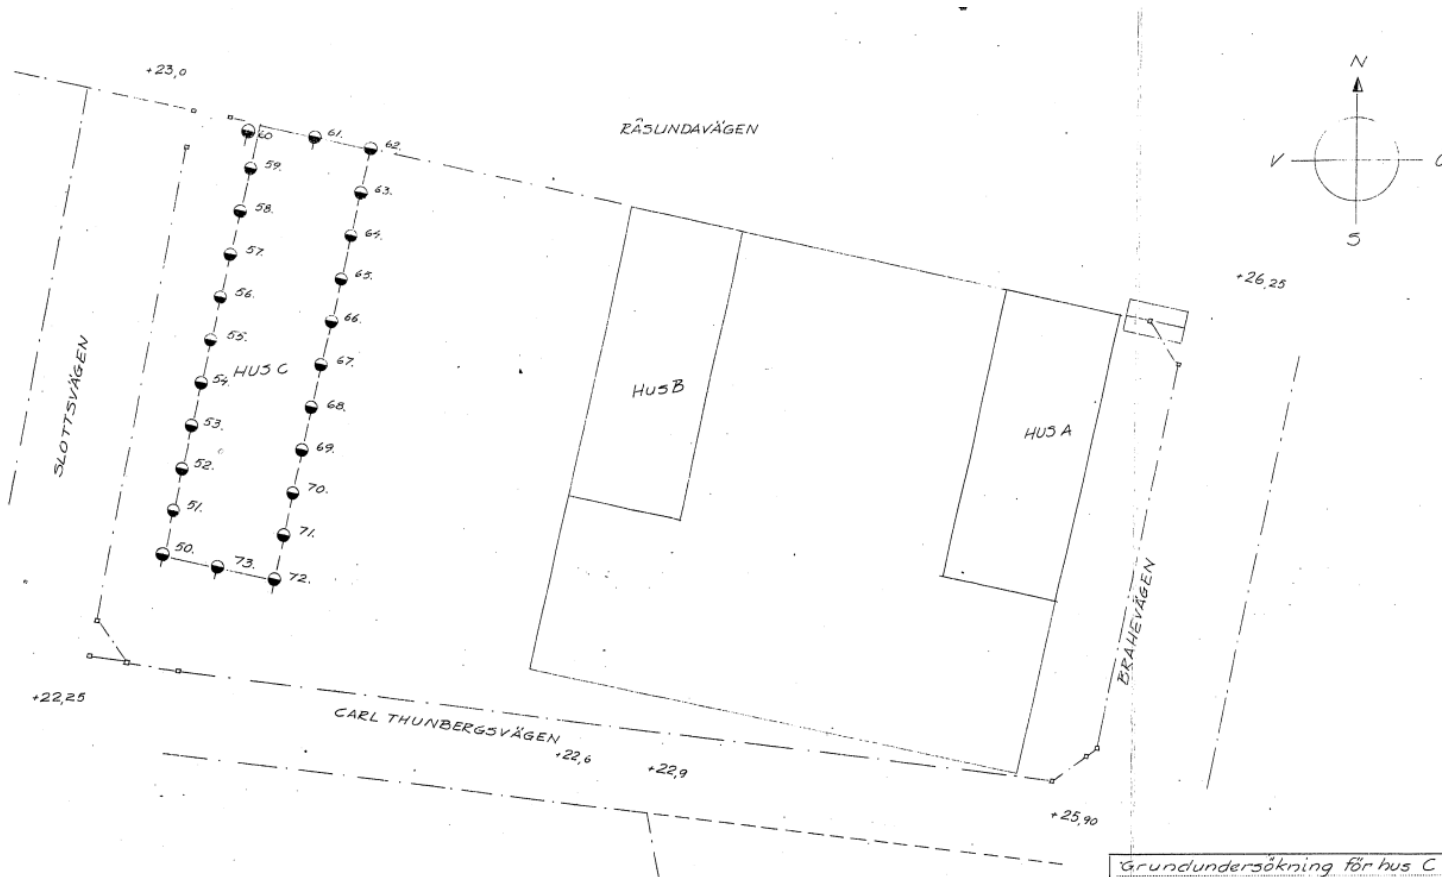 +23,0
N
RÅSUNDAVÄGEN
60
61.
62.
59.
V
O
63.
58.
64.
S
57.
65.
+26,25
56.
66.
55.
67.
HUS C
54.
HUS B
68.
53.
HUS A
69.
SLOTTSVÄGEN
52.
70.
51.
71.
50.
73.
72.
BRAHEVÄGEN
+22,25
CARL THUNBERGSVÄGEN
+22,6
+22,9
+25,90
Grundundersökning för hus C